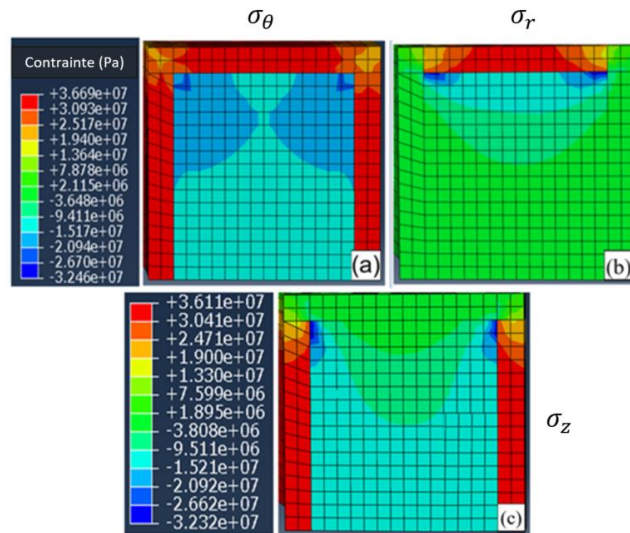 σ_θ
σ_r
Contrainte (Pa)
+3.669e+07
+3.093e+07
+2.517e+07
+1.940e+07
+1.364e+07
+7.878e+06
+2.115e+06
-3.648e+06
-9.411e+06
-1.517e+07
-2.094e+07
-2.670e+07
-3.246e+07
(a)
(b)
+3.611e+07
+3.041e+07
+2.471e+07
+1.900e+07
+1.330e+07
+7.599e+06
+1.895e+06
-3.808e+06
-9.511e+06
-1.521e+07
-2.092e+07
-2.662e+07
-3.232e+07
σ_z
(c)